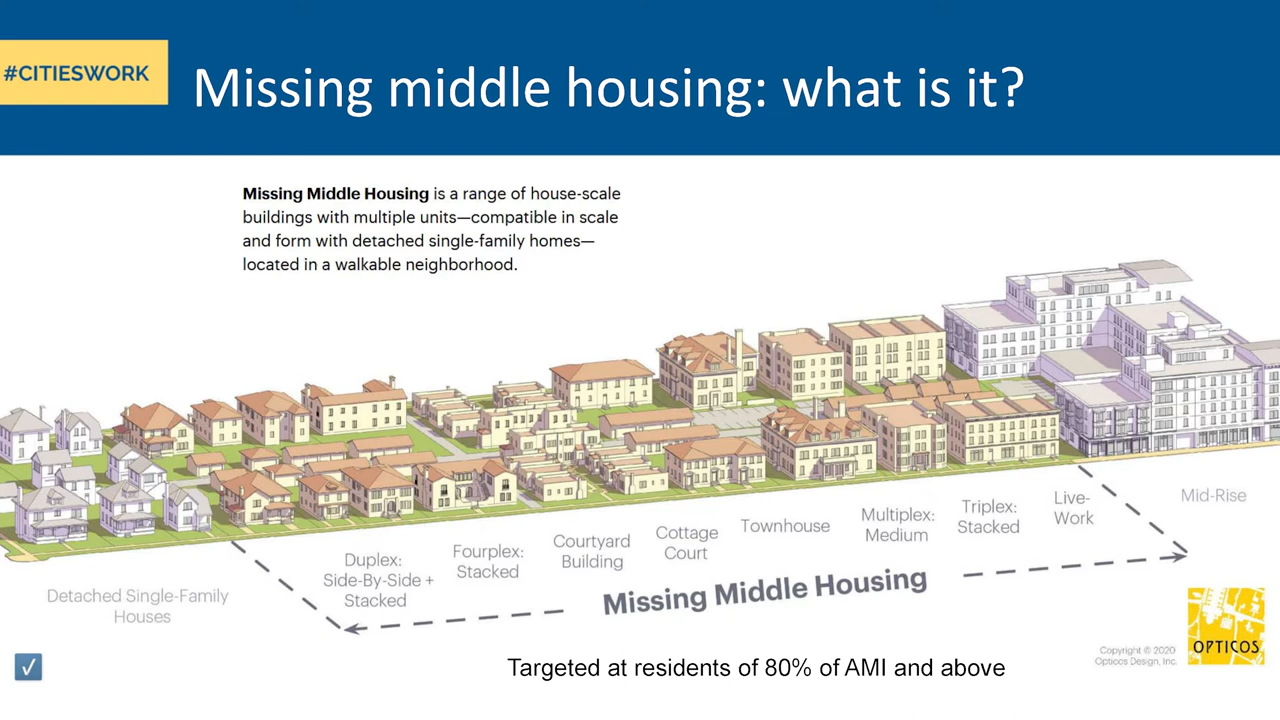 #CITIESWORK
Missing middle housing: what is it?
Missing Middle Housing is a range of house-scale
buildings with multiple units—compatible in scale
and form with detached single-family homes—
located in a walkable neighborhood.
Detached Single-Family
Houses
Duplex:
Side-By-Side +
Stacked
Fourplex:
Stacked
Courtyard
Building
Cottage
Court
Townhouse
Multiplex:
Medium
Triplex:
Stacked
Live-
Work
Mid-Rise
Missing Middle Housing
Targeted at residents of 80% of AMI and above
Copyright © 2020
Opticos Design, Inc.
OPTICOS